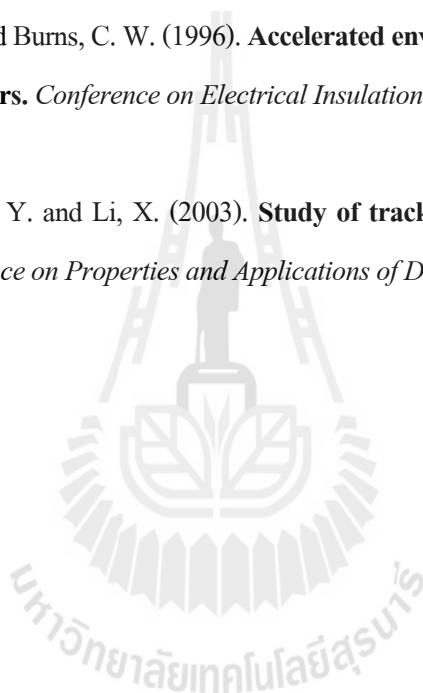 d Burns, C. W. (1996). Accelerated env
rs. Conference on Electrical Insulation
Y. and Li, X. (2003). Study of track
ce on Properties and Applications of D
มหาวิทยาลัยเทคโนโลยีสุรนารี